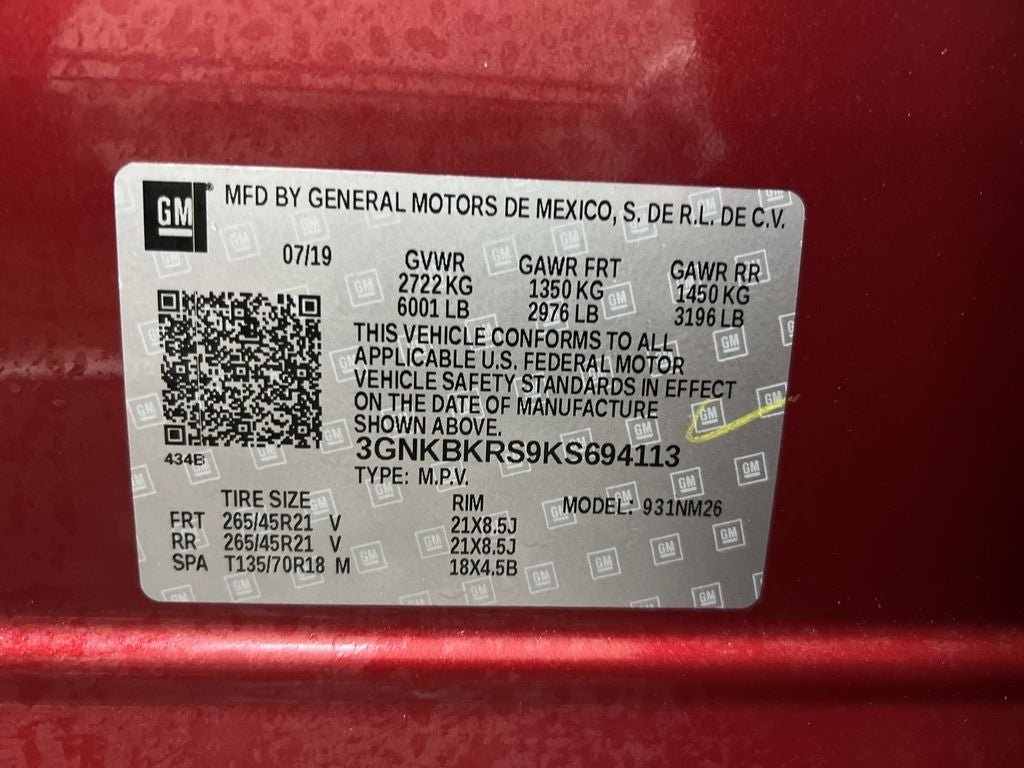 GM
MFD BY GENERAL MOTORS DE MEXICO, S. DE R.L. DE C.V.
07/19
GVWR GAWR FRT GAWR RR
2722 KG 1350 KG 1450 KG
6001 LB 2976 LB 3196 LB
THIS VEHICLE CONFORMS TO ALL
APPLICABLE U.S. FEDERAL MOTOR
VEHICLE SAFETY STANDARDS IN EFFECT
ON THE DATE OF MANUFACTURE
SHOWN ABOVE.
434B
3GNKBKRS9KS694113
TYPE: M.P.V.
TIRE SIZE RIM MODEL: 931NM26
FRT 265/45R21 V 21X8.5J
RR 265/45R21 V 21X8.5J
SPA T135/70R18 M 18X4.5B